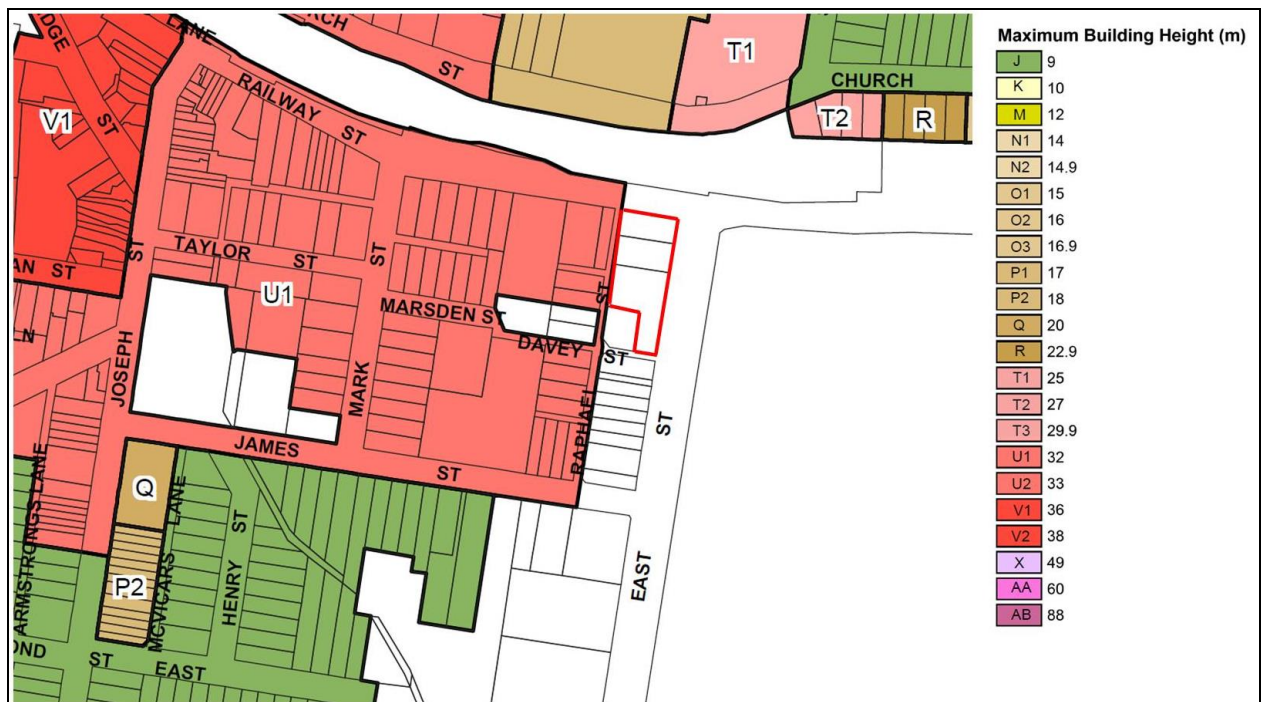 Maximum Building Height (m)
J 9
K 10
M 12
N1 14
N2 14.9
O1 15
O2 16
O3 16.9
P1 17
P2 18
Q 20
R 22.9
T1 25
T2 27
T3 29.9
U1 32
U2 33
V1 36
V2 38
X 49
AA 60
AB 88
LANE
RCH
ST
T1
CHURCH
T2
R
V1
ST
RAILWAY
ST
ST
TAYLOR
ST
ST
AN ST
U1
MARSDEN ST
ST
DAVEY
ST
LN
JOSEPH
MARK
RAPHAEL
ST
JAMES
ST
Q
LANE
ST
HENRY
P2
MCVICARS
ARMSTRONGS LANE
EAST
OND
ST
EAST